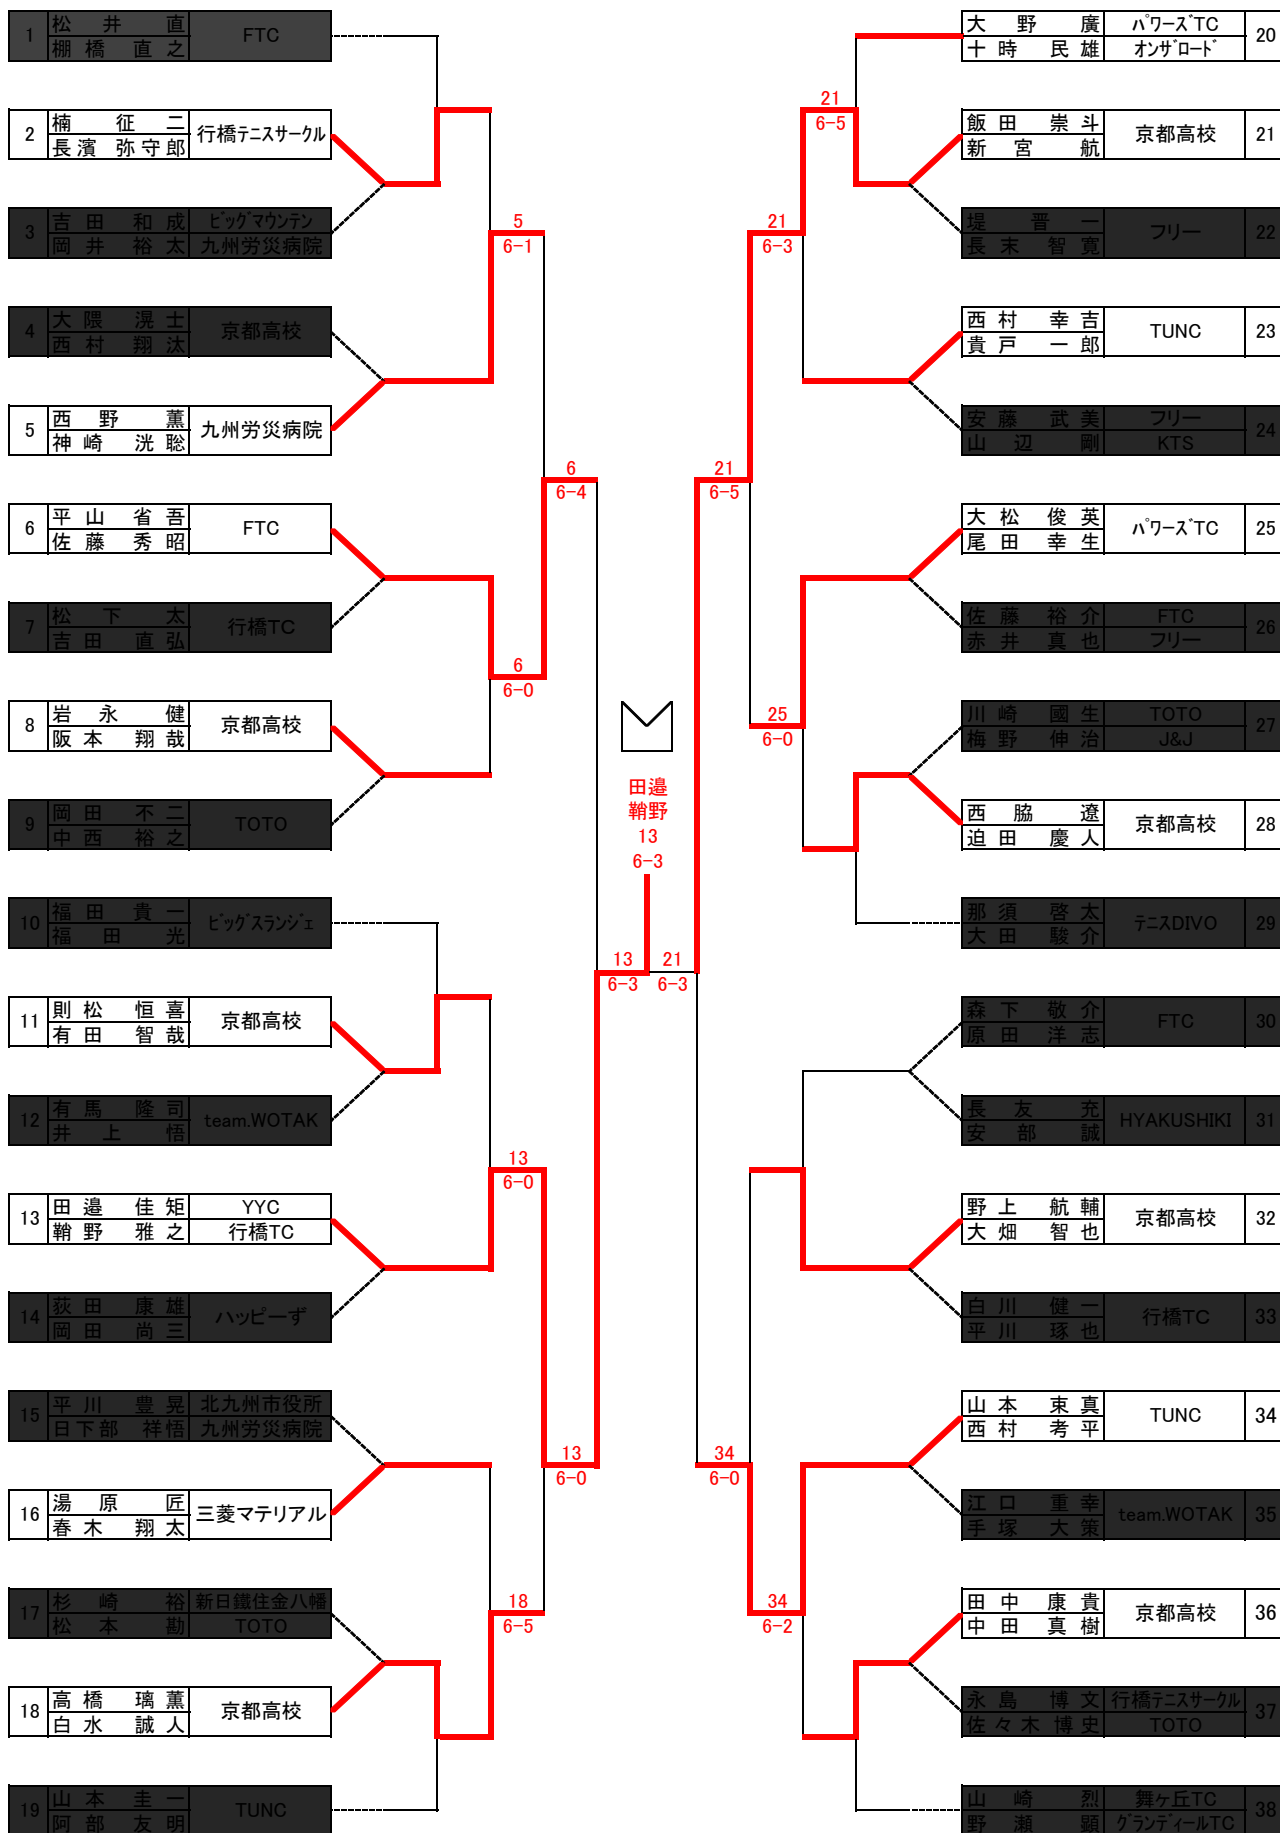 1 松井 直 FTC
棚橋 直之
2 楠 征二 行橋テニスサークル
長濱 弥守郎
3 吉田 和成 ビッグマウンテン
岡井 裕太 九州労災病院
4 大隈 滉士 京都高校
西村 翔汰
5 西野 薫 九州労災病院
神崎 洸聡
6 平山 省吾 FTC
佐藤 秀昭
7 松下 太 行橋TC
吉田 直弘
8 岩永 健 京都高校
阪本 翔哉
9 岡田 不二 TOTO
中西 裕之
10 福田 貴一 ビッグスランジェ
福田 光
11 則松 恒喜 京都高校
有田 智哉
12 有馬 隆司 team.WOTAK
井上 悟
13 田邉 佳矩 YYC
鞘野 雅之 行橋TC
14 荻田 康雄 ハッピーず
岡田 尚三
15 平川 豊晃 北九州市役所
日下部 祥悟 九州労災病院
16 湯原 匠 三菱マテリアル
春木 翔太
17 杉崎 裕 新日鐵住金八幡
松本 勘 TOTO
18 高橋 璃薫 京都高校
白水 誠人
19 山本 圭一 TUNC
阿部 友明
5
6-1
6
6-4
6
6-0
13
6-0
13
6-0
18
6-5
田邉
鞘野
13
6-3
13 21
6-3 6-3
21
6-5
21
6-3
21
6-5
25
6-0
34
6-0
34
6-2
大野 廣 パワーズTC 20
十時 民雄 オンザロード
飯田 崇斗 京都高校 21
新宮 航
堤 晋一 フリー 22
長末 智寛
西村 幸吉 TUNC 23
貴戸 一郎
安藤 武美 フリー 24
山辺 剛 KTS
大松 俊英 パワーズTC 25
尾田 幸生
佐藤 裕介 FTC 26
赤井 真也 フリー
川崎 國生 TOTO 27
梅野 伸治 J&J
西脇 遼 京都高校 28
迫田 慶人
那須 啓太 テニスDIVO 29
大田 駿介
森下 敬介 FTC 30
原田 洋志
長友 充 HYAKUSHIKI 31
安部 誠
野上 航輔 京都高校 32
大畑 智也
白川 健一 行橋TC 33
平川 琢也
山本 東真 TUNC 34
西村 考平
江口 重幸 team.WOTAK 35
手塚 大策
田中 康貴 京都高校 36
中田 真樹
永島 博文 行橋テニスサークル 37
佐々木 博史 TOTO
山崎 烈 舞ヶ丘TC 38
野瀬 顕 グランディールTC